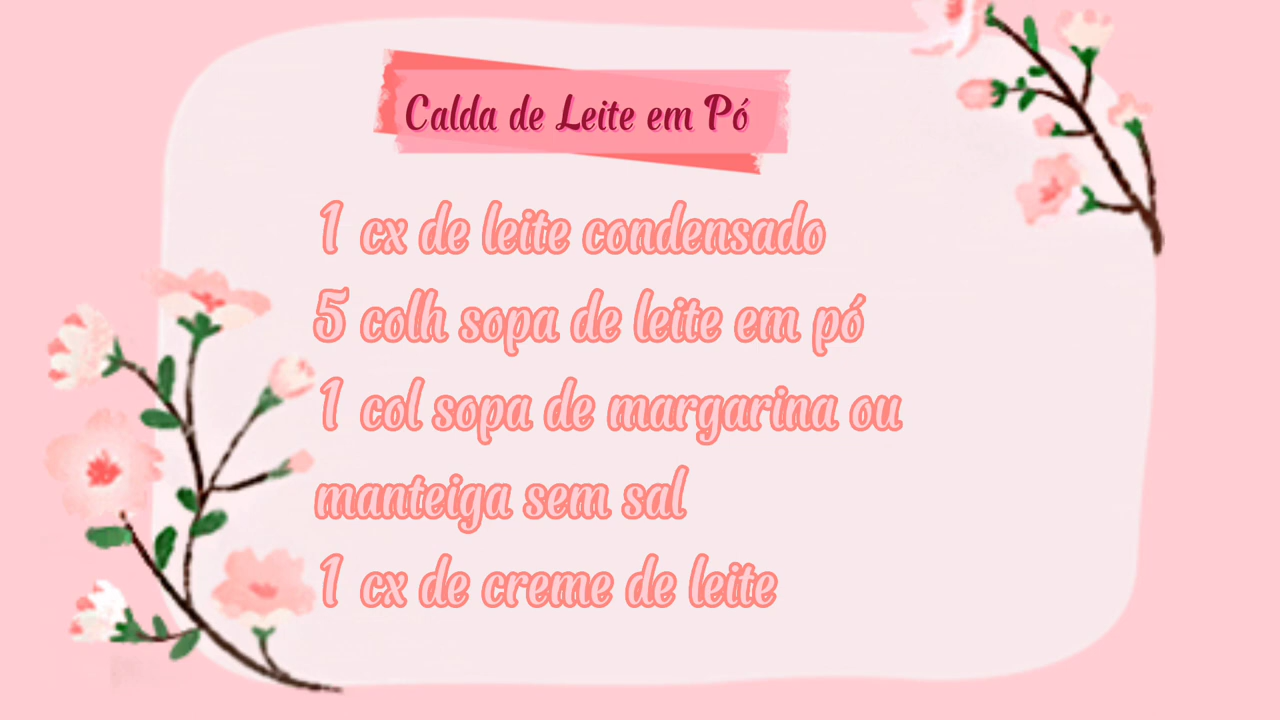 Calda de Leite em Pó
1 cx de leite condensado
5 colh sopa de leite em pó
1 col sopa de margarina ou
manteiga sem sal
1 cx de creme de leite